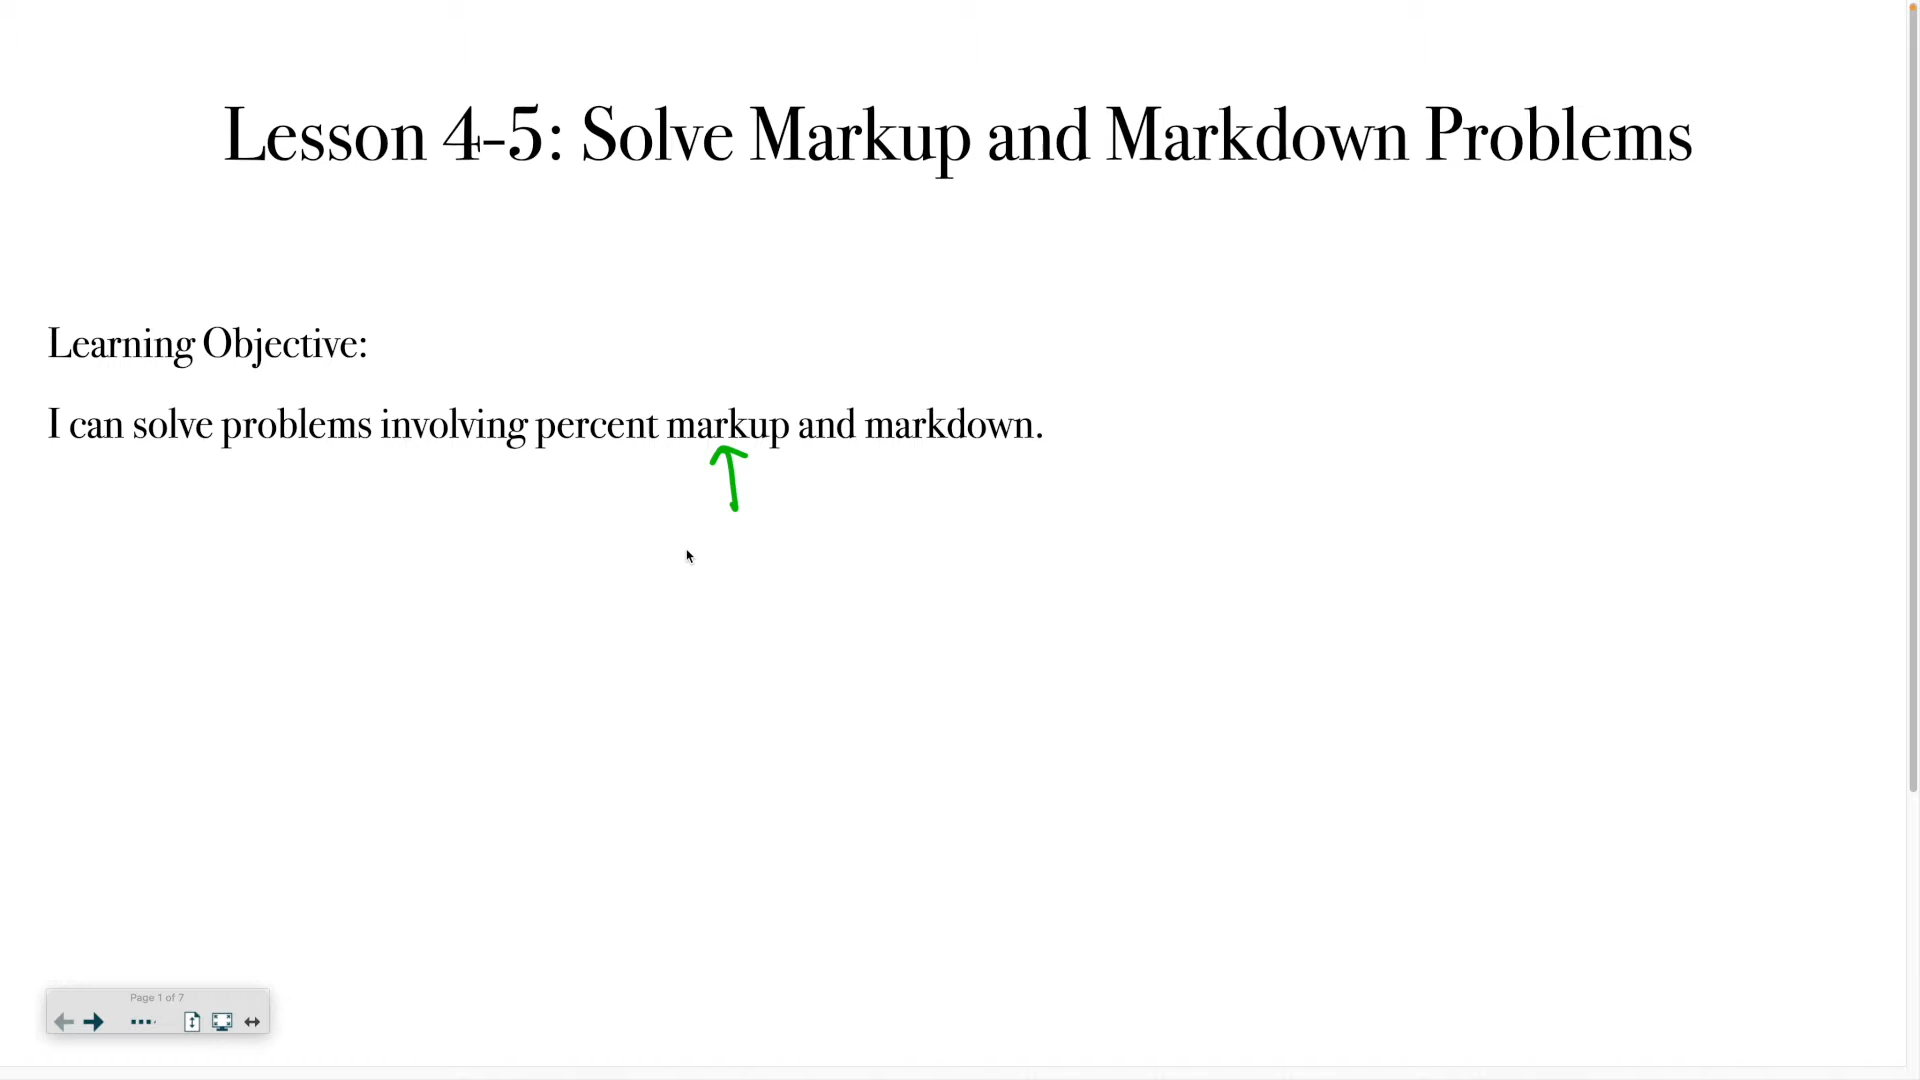 Lesson 4-5: Solve Markup and Markdown Problems
Learning Objective:
I can solve problems involving percent markup and markdown.
Page 1 of 7